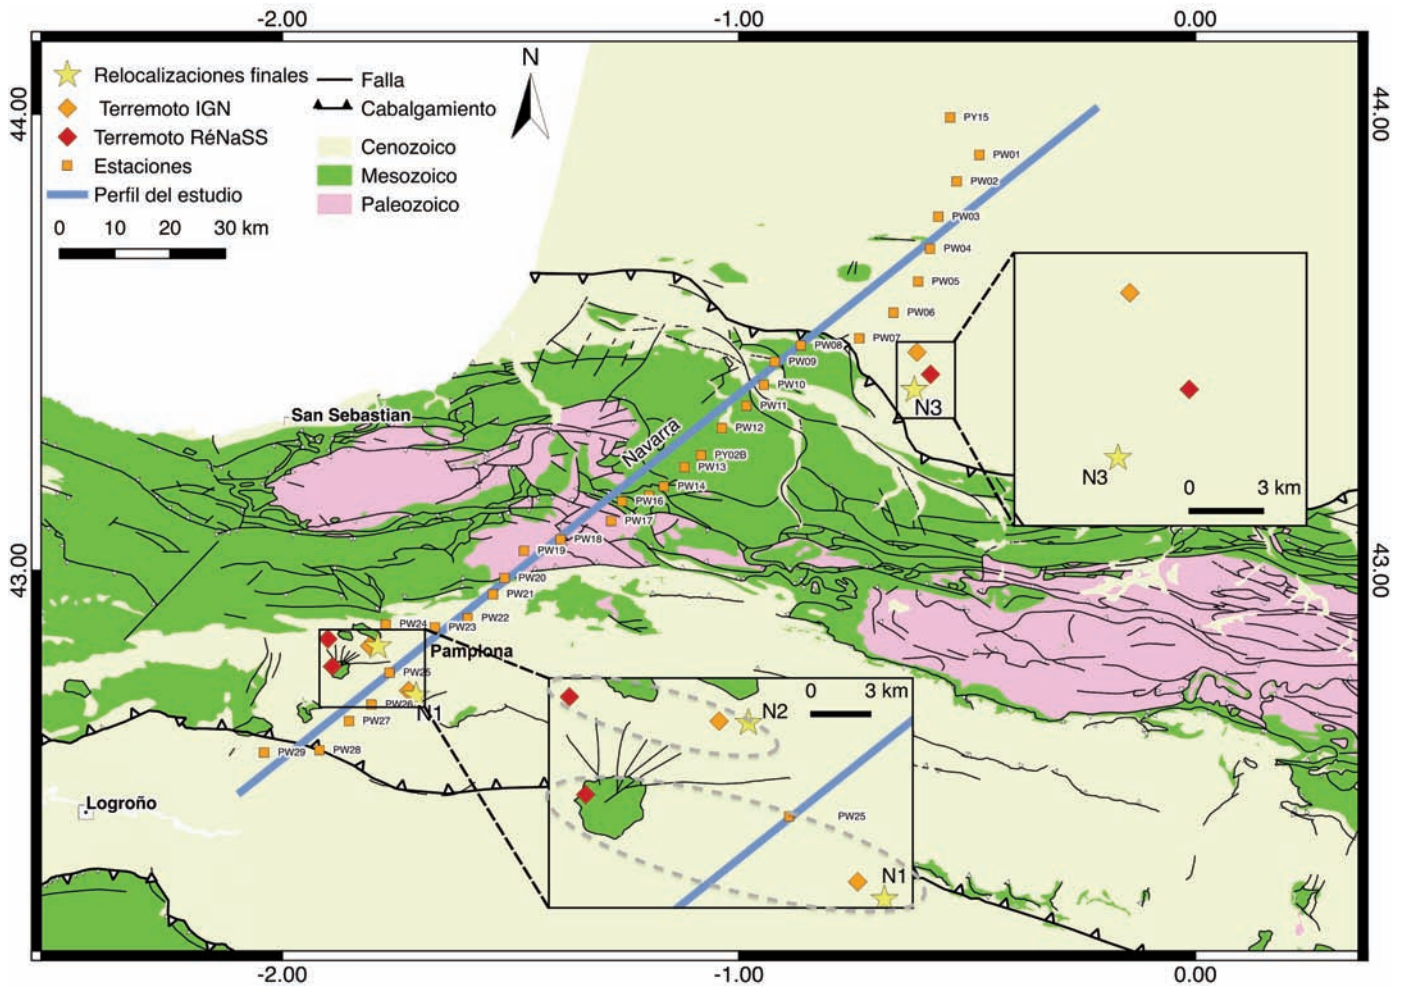 -2.00
-1.00
0.00
44.00
44.00
43.00
43.00
N
Relocalizaciones finales
Terremoto IGN
Terremoto RéNaSS
Estaciones
Perfil del estudio
0 10 20 30 km
Falla
Cabalgamiento
Cenozoico
Mesozoico
Paleozoico
PY15
PW01
PW02
PW03
PW04
PW05
PW06
PW07
PW08
PW09
PW10
PW11
PW12
PY02B
PW13
PW14
PW16
PW17
PW18
PW19
PW20
PW21
PW22
PW23
PW24
PW25
PW26
PW27
PW28
PW29
N3
N3
0 3 km
San Sebastian
Navarra
Pamplona
N1
Logroño
0 3 km
N2
PW25
N1
-2.00
-1.00
0.00